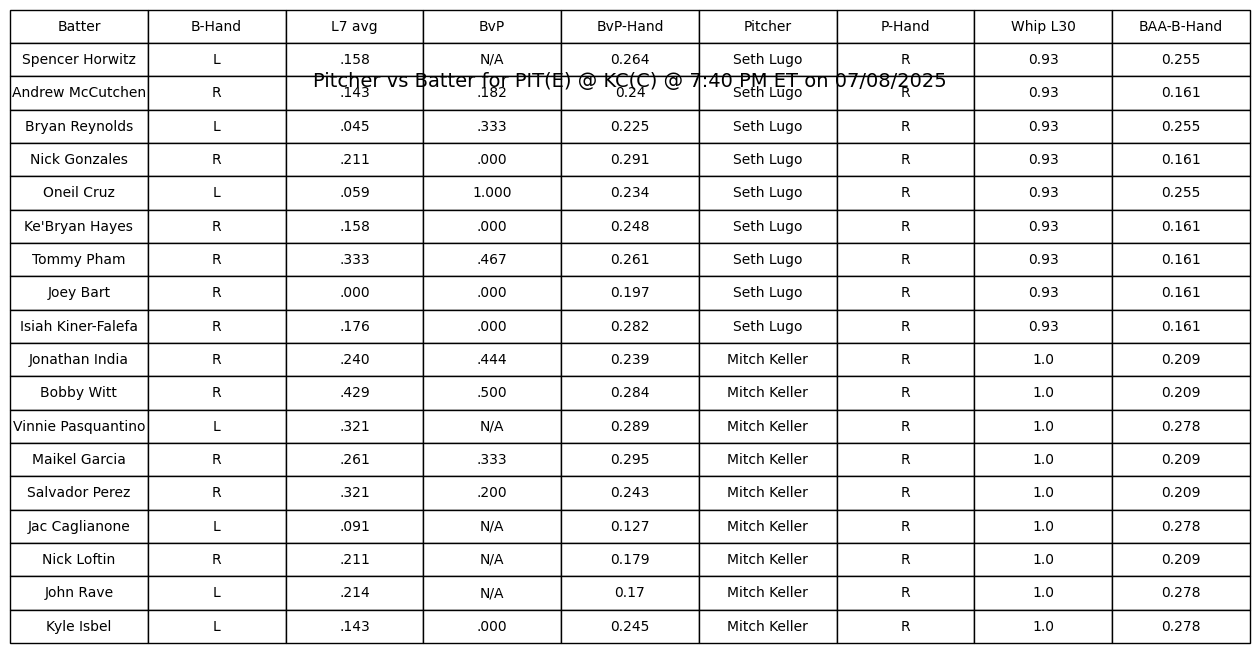 Batter B-Hand L7 avg BvP BvP-Hand Pitcher P-Hand Whip L30 BAA-B-Hand
Spencer Horwitz L .158 N/A 0.264 Seth Lugo R 0.93 0.255
Pitcher vs Batter for PIT(E) @ KC(C) @ 7:40 PM ET on 07/08/2025
Andrew McCutchen R .143 .182 0.24 Seth Lugo R 0.93 0.161
Bryan Reynolds L .045 .333 0.225 Seth Lugo R 0.93 0.255
Nick Gonzales R .211 .000 0.291 Seth Lugo R 0.93 0.161
Oneil Cruz L .059 1.000 0.234 Seth Lugo R 0.93 0.255
Ke'Bryan Hayes R .158 .000 0.248 Seth Lugo R 0.93 0.161
Tommy Pham R .333 .467 0.261 Seth Lugo R 0.93 0.161
Joey Bart R .000 .000 0.197 Seth Lugo R 0.93 0.161
Isiah Kiner-Falefa R .176 .000 0.282 Seth Lugo R 0.93 0.161
Jonathan India R .240 .444 0.239 Mitch Keller R 1.0 0.209
Bobby Witt R .429 .500 0.284 Mitch Keller R 1.0 0.209
Vinnie Pasquantino L .321 N/A 0.289 Mitch Keller R 1.0 0.278
Maikel Garcia R .261 .333 0.295 Mitch Keller R 1.0 0.209
Salvador Perez R .321 .200 0.243 Mitch Keller R 1.0 0.209
Jac Caglianone L .091 N/A 0.127 Mitch Keller R 1.0 0.278
Nick Loftin R .211 N/A 0.179 Mitch Keller R 1.0 0.209
John Rave L .214 N/A 0.17 Mitch Keller R 1.0 0.278
Kyle Isbel L .143 .000 0.245 Mitch Keller R 1.0 0.278